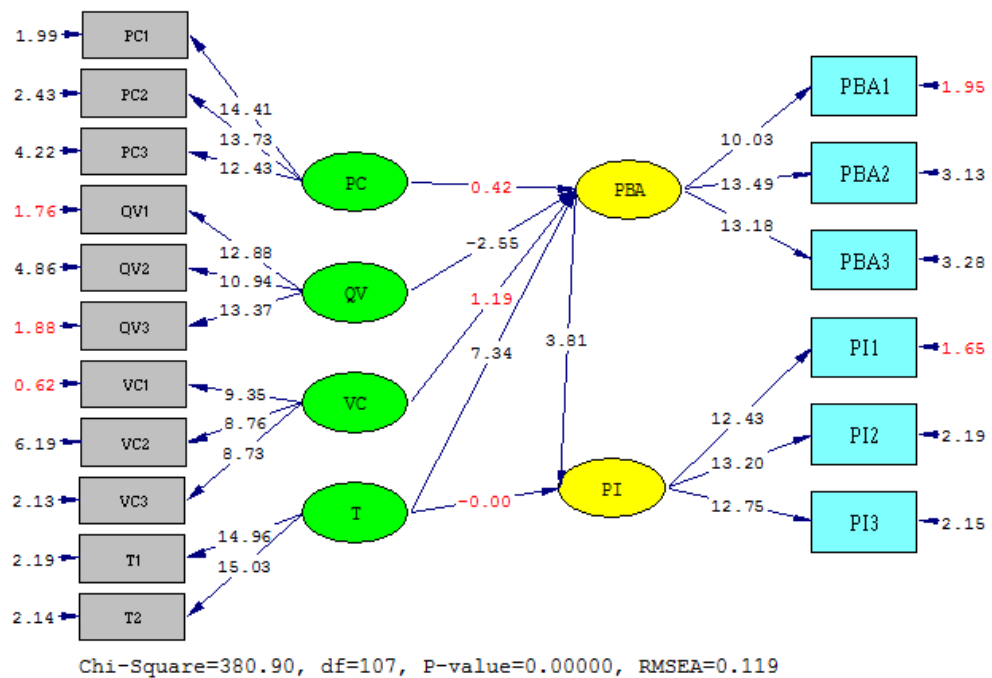 1.99 PC1
2.43 PC2
4.22 PC3
1.76 QV1
4.86 QV2
1.88 QV3
0.62 VC1
6.19 VC2
2.13 VC3
2.19 T1
2.14 T2
14.41
13.73
12.43
12.88
10.94
13.37
9.35
8.76
8.73
14.96
15.03
PC
QV
VC
T
0.42
-2.55
1.19
7.34
-0.00
3.81
PBA
PI
10.03
13.49
13.18
12.43
13.20
12.75
PBA1 1.95
PBA2 3.13
PBA3 3.28
PI1 1.65
PI2 2.19
PI3 2.15
Chi-Square=380.90, df=107, P-value=0.00000, RMSEA=0.119